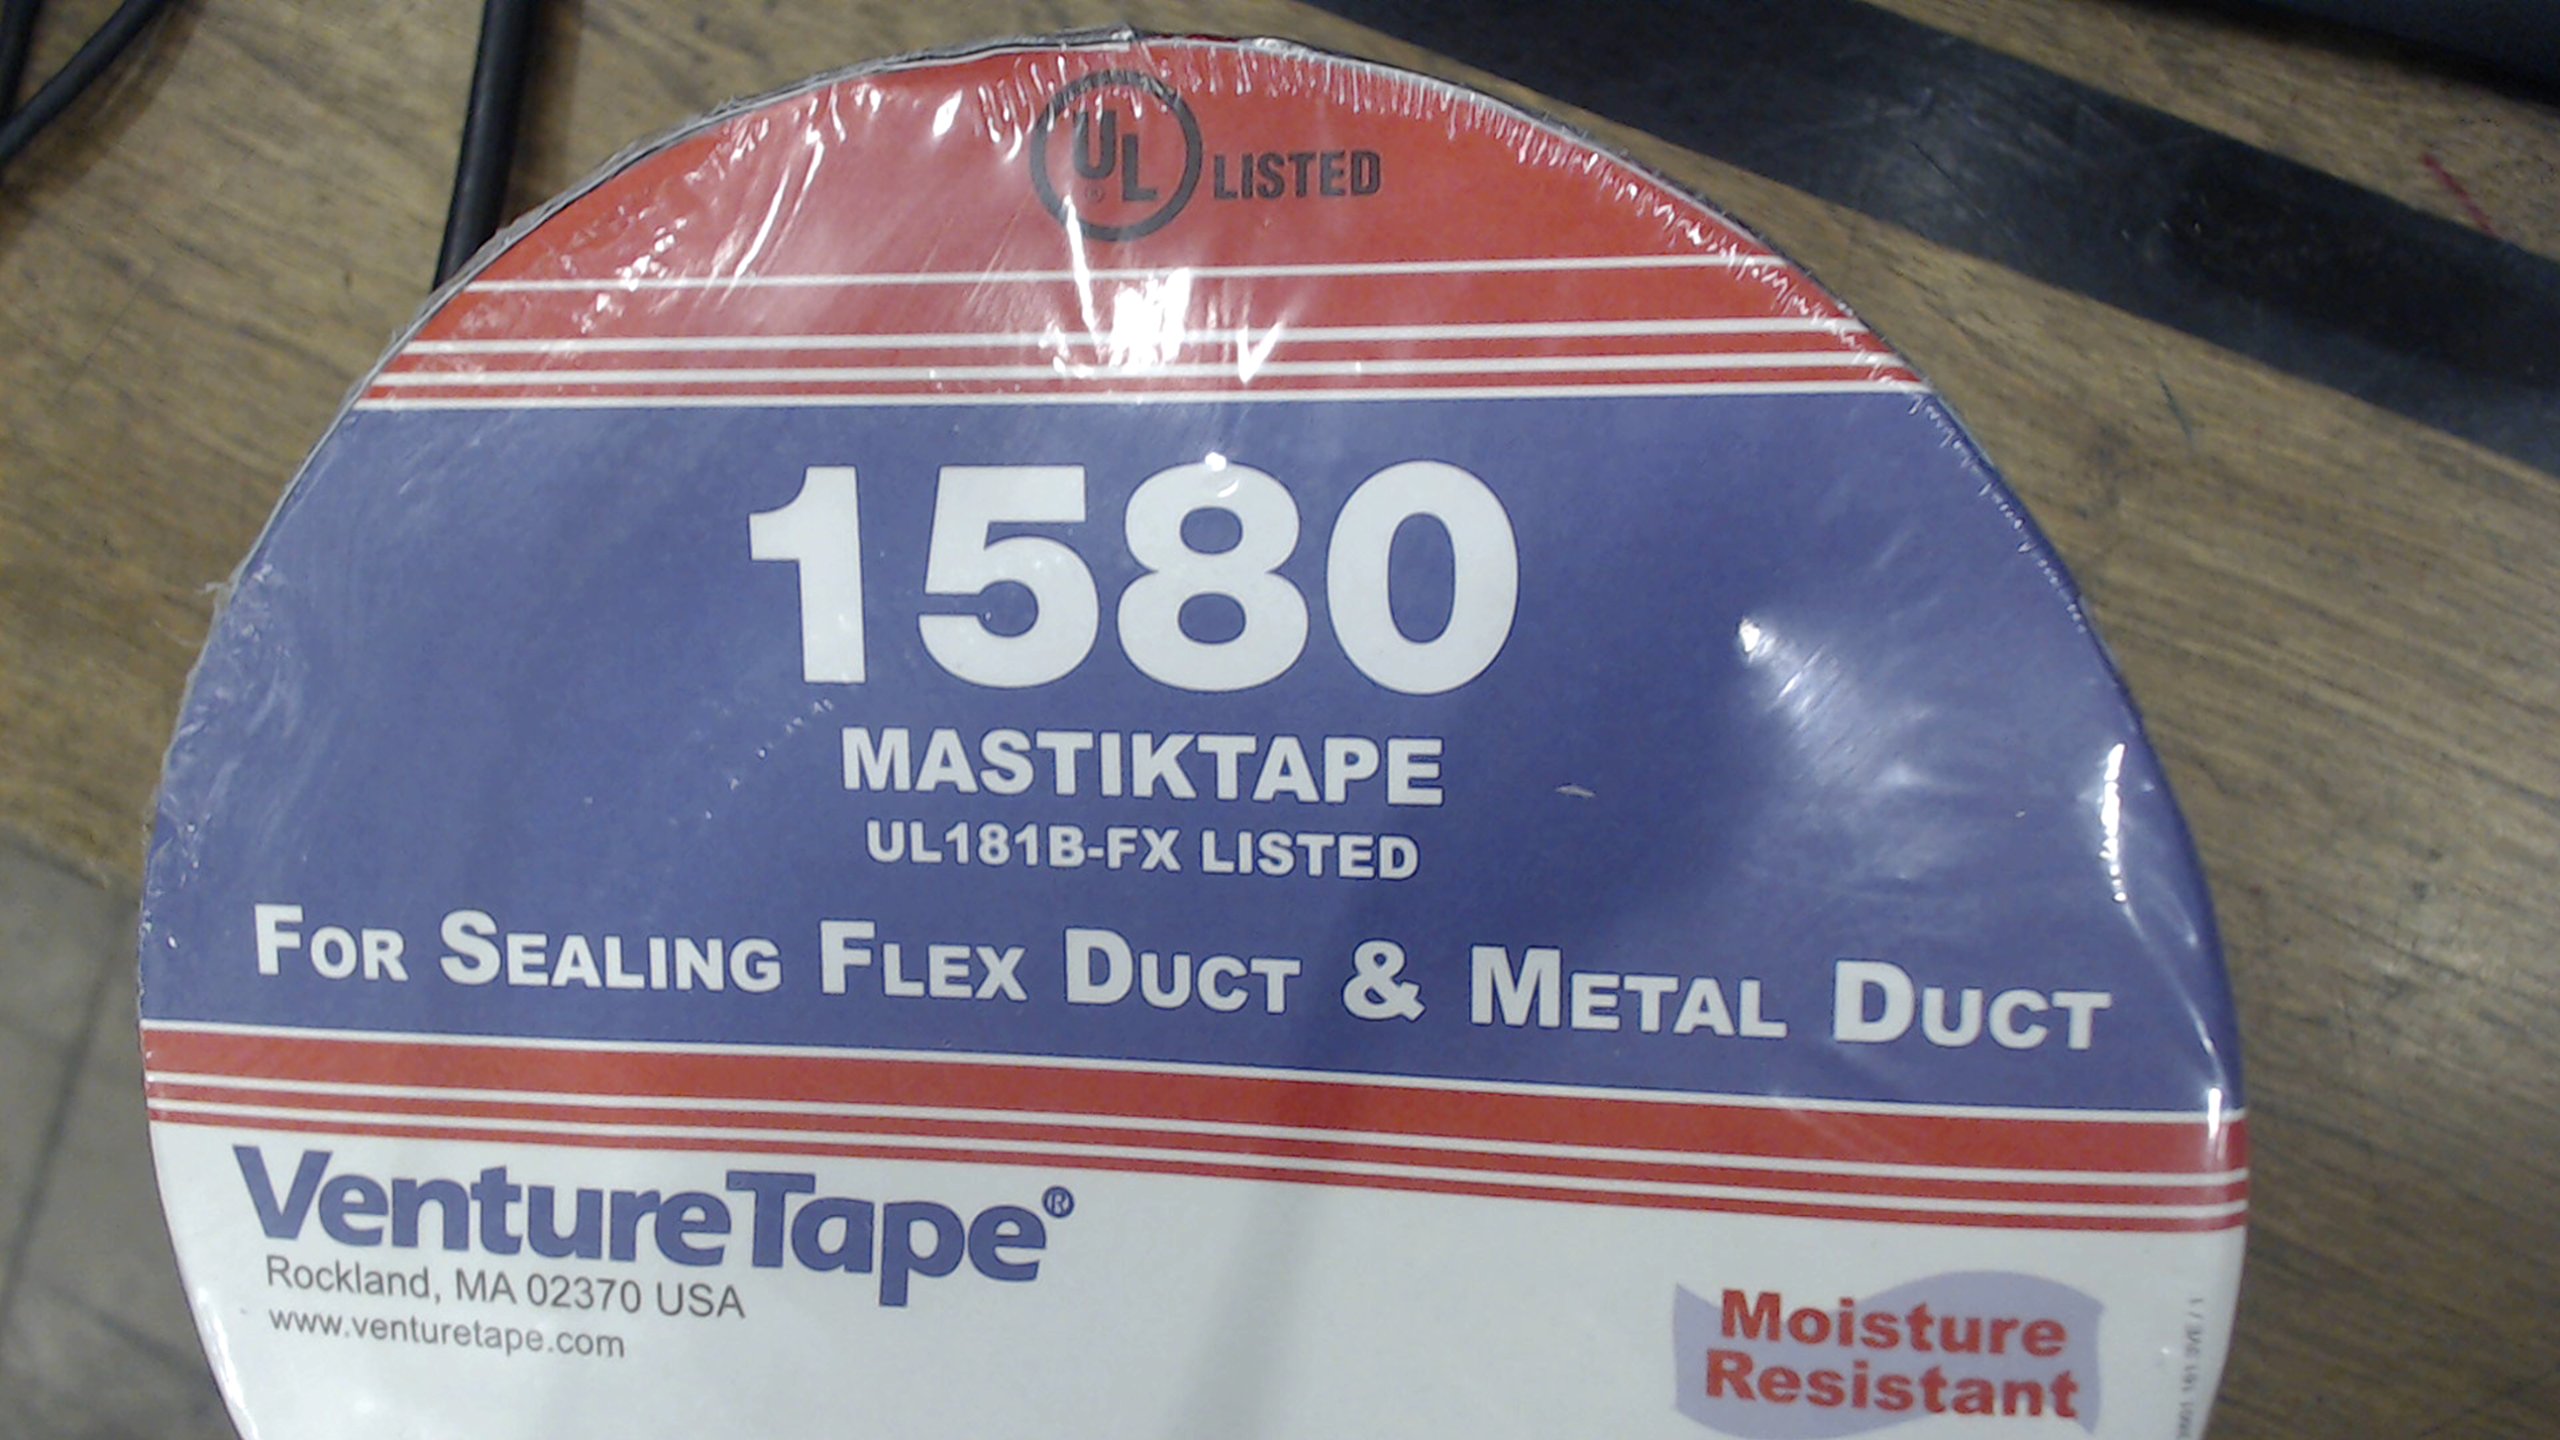 UL LISTED
1580
MASTIKTAPE
UL181B-FX LISTED
FOR SEALING FLEX DUCT & METAL DUCT
VentureTape®
Rockland, MA 02370 USA
www.venturetape.com
Moisture
Resistant